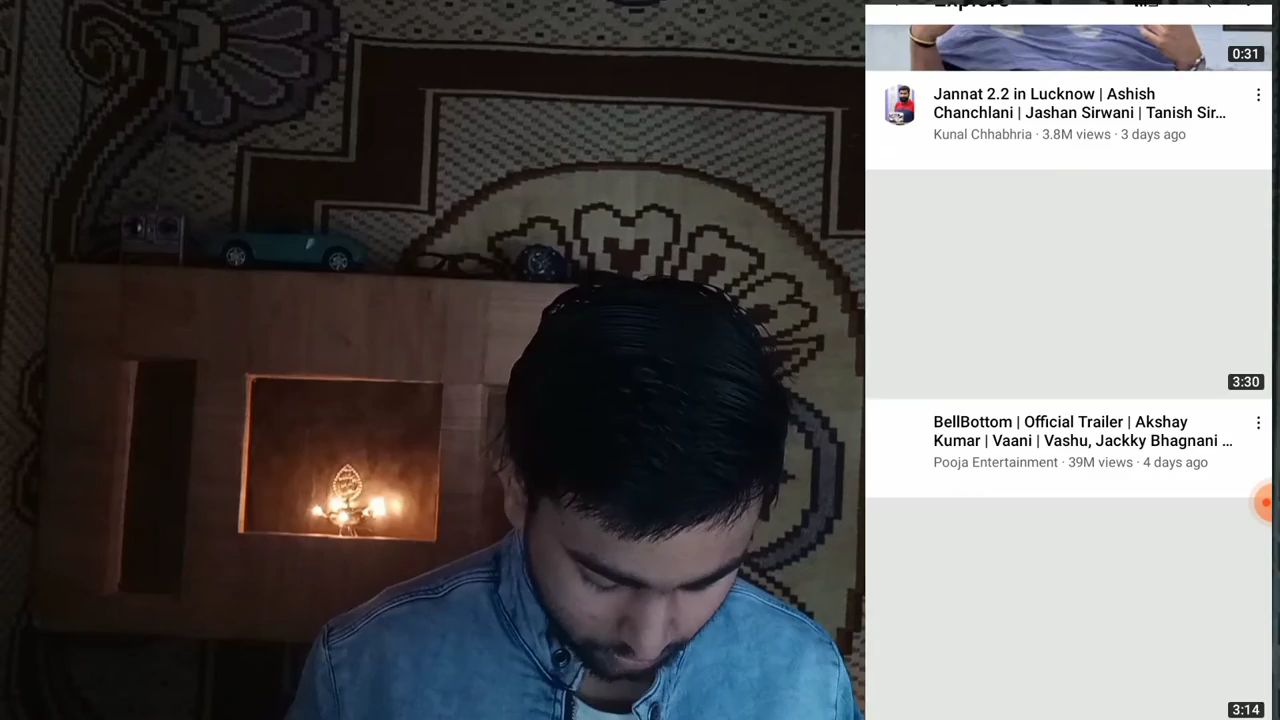 Explore
0:31
Jannat 2.2 in Lucknow | Ashish
Chanchlani | Jashan Sirwani | Tanish Sir...
Kunal Chhabhria · 3.8M views · 3 days ago
3:30
BellBottom | Official Trailer | Akshay
Kumar | Vaani | Vashu, Jackky Bhagnani ...
Pooja Entertainment · 39M views · 4 days ago
3:14